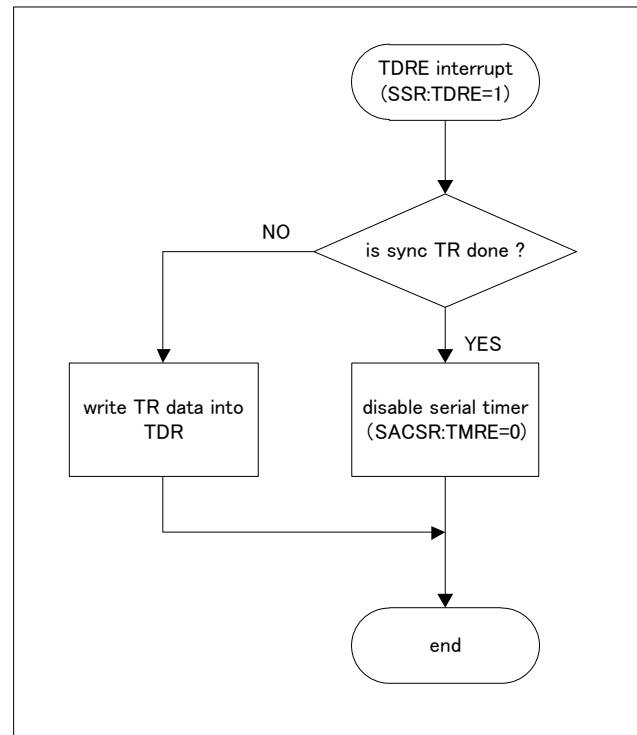 TDRE interrupt
(SSR:TDRE=1)
NO
is sync TR done ?
YES
write TR data into
TDR
disable serial timer
(SACSR:TMRE=0)
end